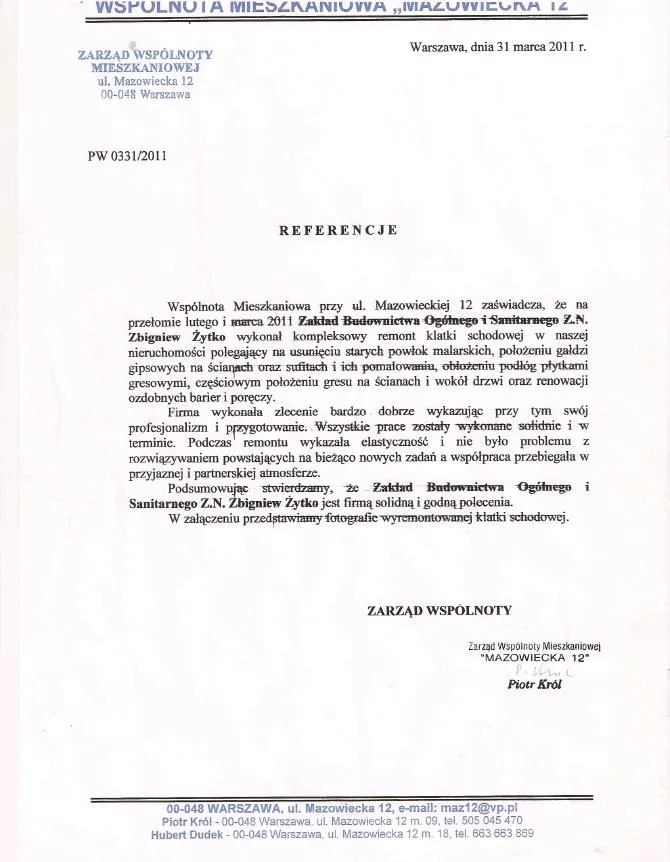 WSPÓLNOTA MIESZKANIOWA „MAZOWIECKA 12
ZARZĄD WSPÓLNOTY
MIESZKANIOWEJ
ul. Mazowiecka 12
00-048 Warszawa
Warszawa, dnia 31 marca 2011 r.
PW 0331/2011
REFERENCJE
Wspólnota Mieszkaniowa przy ul. Mazowieckiej 12 zaświadcza, że na
przełomie lutego i marca 2011 Zakład Budownictwa Ogólnego i Sanitarnego Z.N.
Zbigniew Żytko wykonał kompleksowy remont klatki schodowej w naszej
nieruchomości polegający na usunięciu starych powłok malarskich, położeniu gałdzi
gipsowych na ścianach oraz sufitach i ich pomalowaniu, obłożeniu podłóg płytkami
gresowymi, częściowym położeniu gresu na ścianach i wokół drzwi oraz renowacji
ozdobnych barier i poręczy.
Firma wykonała zlecenie bardzo dobrze wykazując przy tym swój
profesjonalizm i przygotowanie. Wszystkie prace zostały wykonane solidnie i w
terminie. Podczas remontu wykazała elastyczność i nie było problemu z
rozwiązywaniem powstających na bieżąco nowych zadań a współpraca przebiegała w
przyjaznej i partnerskiej atmosferze.
Podsumowując stwierdzamy, że Zakład Budownictwa Ogólnego i
Sanitarnego Z.N. Zbigniew Żytko jest firmą solidną i godną polecenia.
W załączeniu przedstawiamy fotografie wyremontowanej klatki schodowej.
ZARZĄD WSPÓLNOTY
Zarząd Wspólnoty Mieszkaniowej
"MAZOWIECKA 12"
P. Król
Piotr Król
00-048 WARSZAWA, ul. Mazowiecka 12, e-mail: maz12@vp.pl
Piotr Król - 00-048 Warszawa, ul. Mazowiecka 12 m. 09, tel. 505 045 470
Hubert Dudek - 00-048 Warszawa, ul. Mazowiecka 12 m. 18, tel. 663 663 869